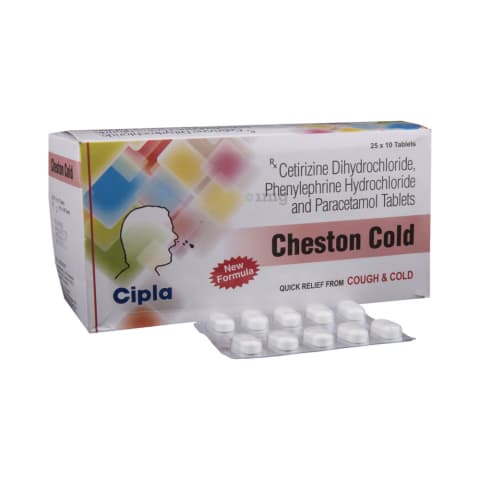 25 x 10 Tablets
Rx Cetirizine Dihydrochloride,
Phenylephrine Hydrochloride
and Paracetamol Tablets
Cheston Cold
New
Formula
QUICK RELIEF FROM COUGH & COLD
Cipla
Cheston Cold